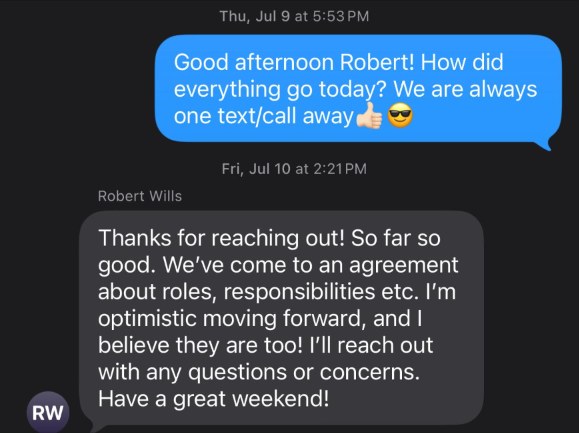 Thu, Jul 9 at 5:53 PM
Good afternoon Robert! How did
everything go today? We are always
one text/call away👍🏻😎
Fri, Jul 10 at 2:21 PM
Robert Wills
Thanks for reaching out! So far so
good. We’ve come to an agreement
about roles, responsibilities etc. I’m
optimistic moving forward, and I
believe they are too! I’ll reach out
with any questions or concerns.
Have a great weekend!
RW